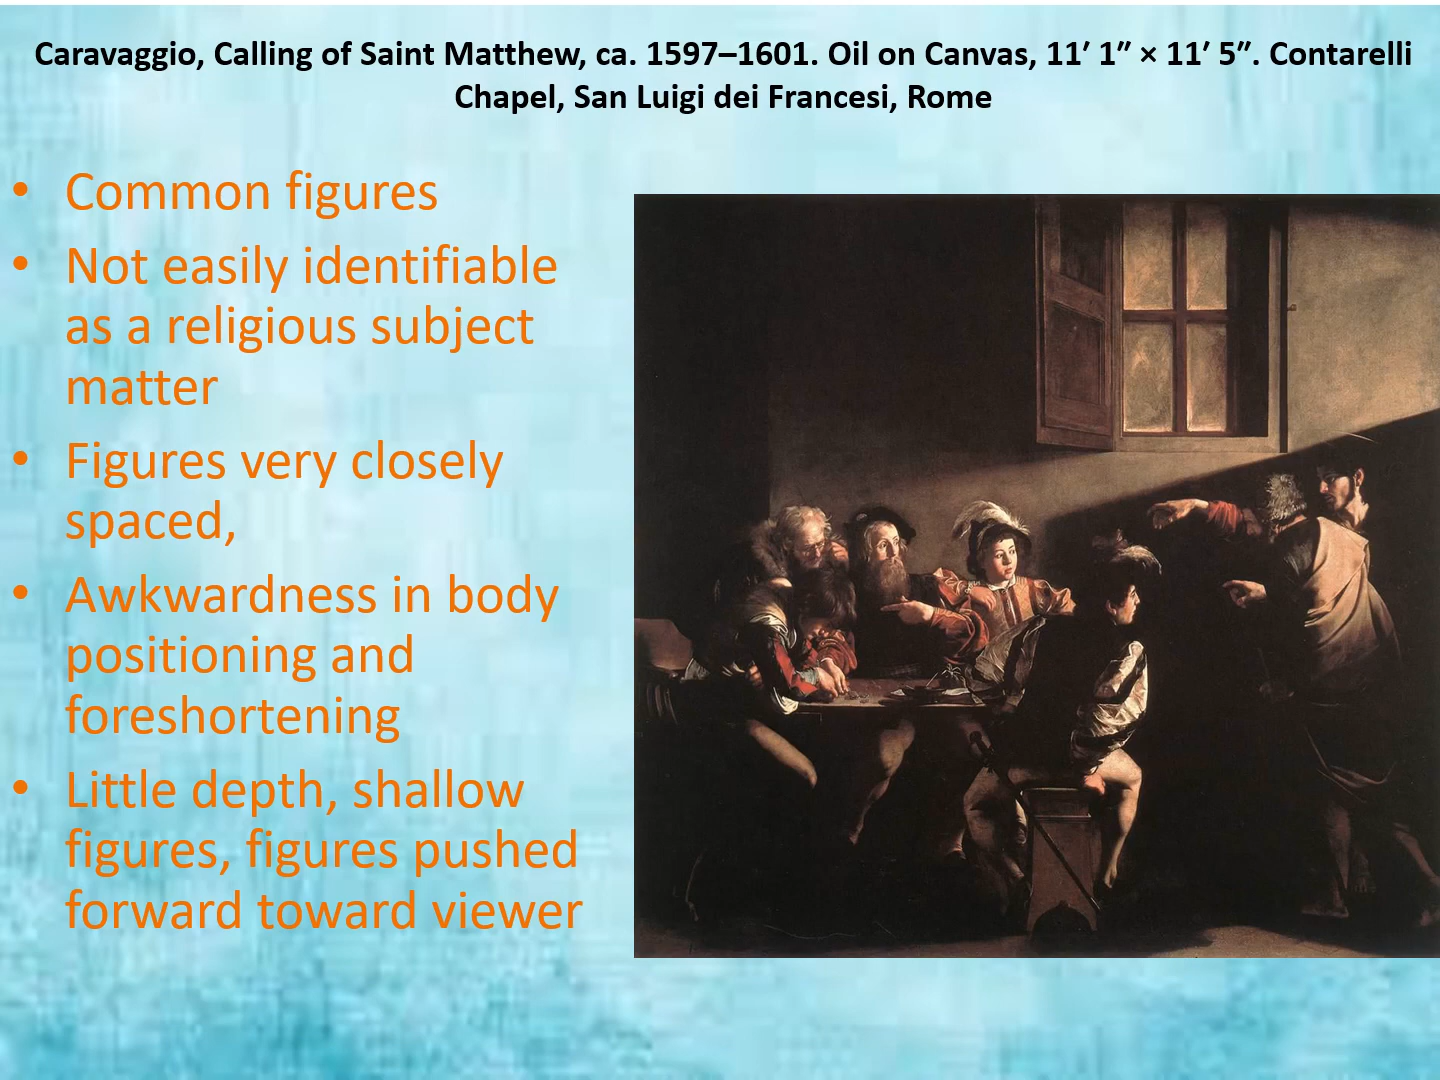 Caravaggio, Calling of Saint Matthew, ca. 1597–1601. Oil on Canvas, 11′ 1″ × 11′ 5″. Contarelli
Chapel, San Luigi dei Francesi, Rome
• Common figures
• Not easily identifiable
as a religious subject
matter
• Figures very closely
spaced,
• Awkwardness in body
positioning and
foreshortening
• Little depth, shallow
figures, figures pushed
forward toward viewer